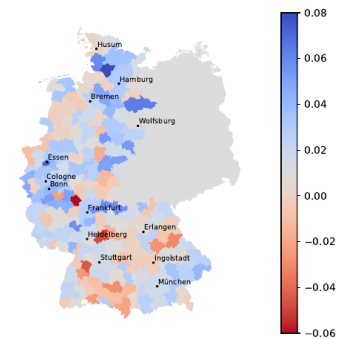 Husum
Hamburg
Bremen
Wolfsburg
Essen
Cologne
Bonn
Frankfurt
Erlangen
Heidelberg
Stuttgart
Ingolstadt
München
0.08
0.06
0.04
0.02
0.00
−0.02
−0.04
−0.06